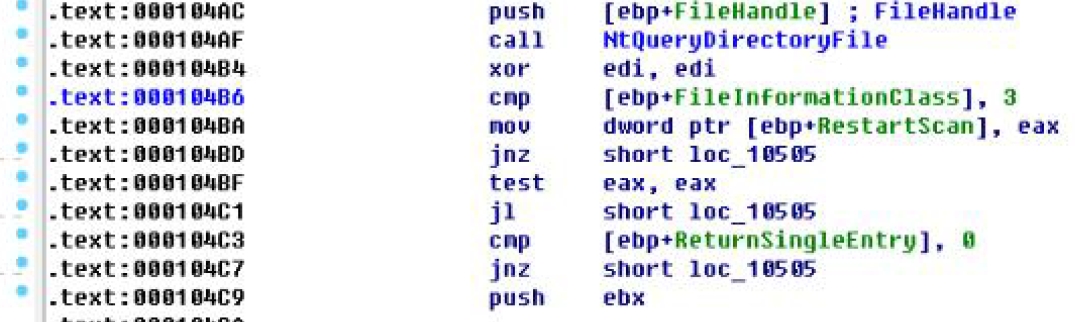 .text:000104AC push [ebp+FileHandle] ; FileHandle
.text:000104AF call NtQueryDirectoryFile
.text:000104B4 xor edi, edi
.text:000104B6 cmp [ebp+FileInformationClass], 3
.text:000104BA mov dword ptr [ebp+RestartScan], eax
.text:000104BD jnz short loc_10505
.text:000104BF test eax, eax
.text:000104C1 jl short loc_10505
.text:000104C3 cmp [ebp+ReturnSingleEntry], 0
.text:000104C7 jnz short loc_10505
.text:000104C9 push ebx